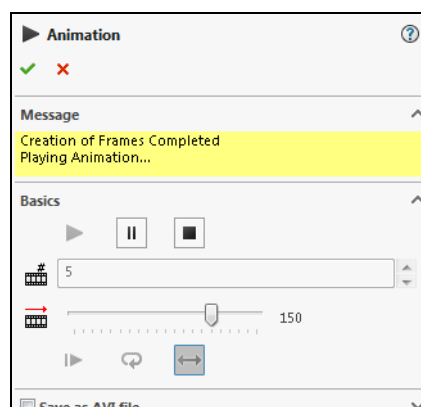 Animation
Message
Creation of Frames Completed
Playing Animation...
Basics
#
5
150
Save as AVI file